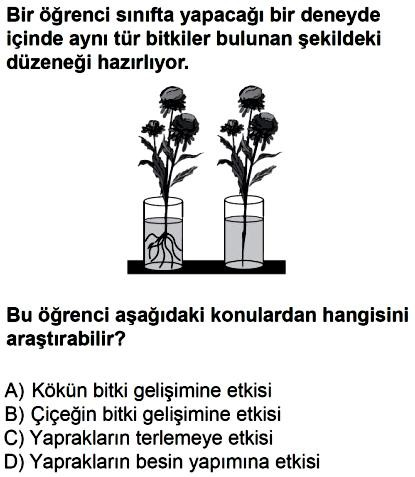 Bir öğrenci sınıfta yapacağı bir deneyde
içinde aynı tür bitkiler bulunan şekildeki
düzeneği hazırlıyor.
Bu öğrenci aşağıdaki konulardan hangisini
araştırabilir?
A) Kökün bitki gelişimine etkisi
B) Çiçeğin bitki gelişimine etkisi
C) Yaprakların terlemeye etkisi
D) Yaprakların besin yapımına etkisi